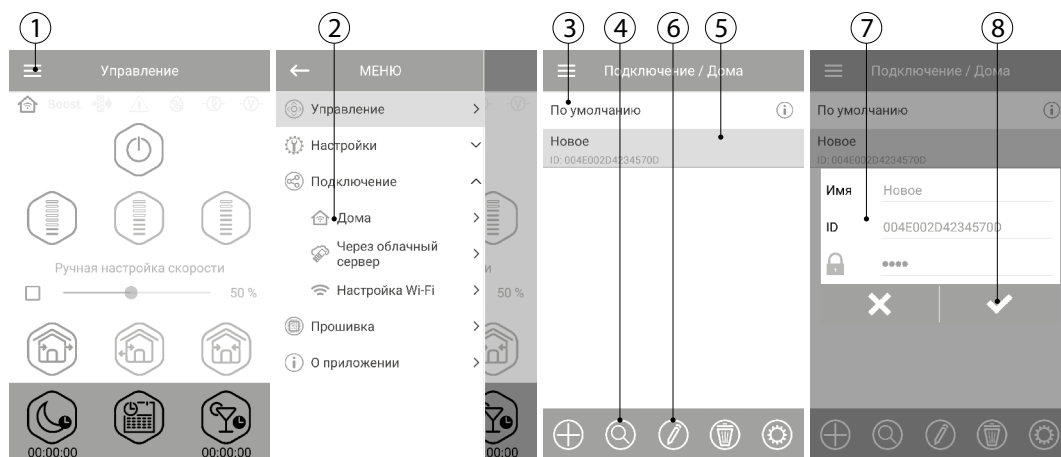 1
2
3
4
6
5
7
8
Управление
Boost
Ручная настройка скорости
50 %
00:00:00
00:00:00
МЕНЮ
Управление
Настройки
Подключение
Дома
Через облачный
сервер
Настройка Wi-Fi
Прошивка
О приложении
и
50 %
00:00
Подключение / Дома
По умолчанию
Новое
ID: 004E002D4234570D
Подключение / Дома
По умолчанию
Новое
ID: 004E002D4234570D
Имя
Новое
ID
004E002D4234570D